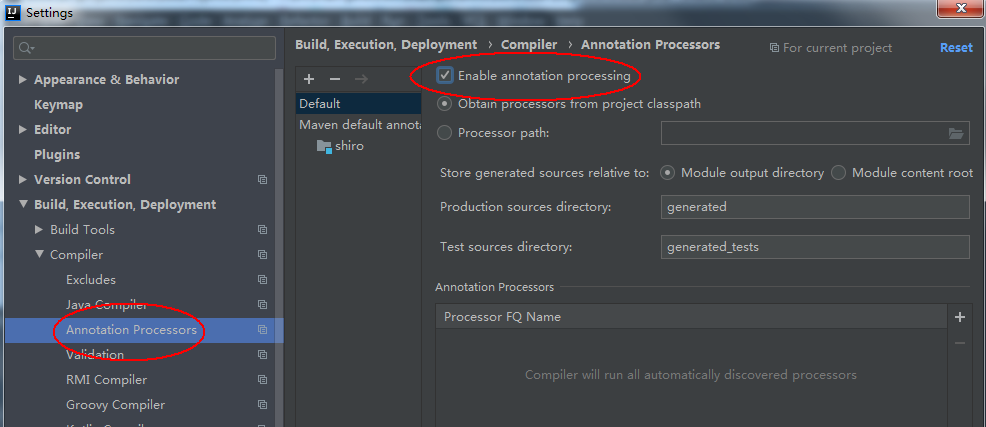 Settings
Build, Execution, Deployment › Compiler › Annotation Processors
For current project
Reset
Appearance & Behavior
Keymap
Editor
Plugins
Version Control
Build, Execution, Deployment
Build Tools
Compiler
Excludes
Java Compiler
Annotation Processors
Validation
RMI Compiler
Groovy Compiler
Default
Maven default annota
shiro
Enable annotation processing
Obtain processors from project classpath
Processor path:
Store generated sources relative to: Module output directory Module content root
Production sources directory: generated
Test sources directory: generated_tests
Annotation Processors
Processor FQ Name
Compiler will run all automatically discovered processors